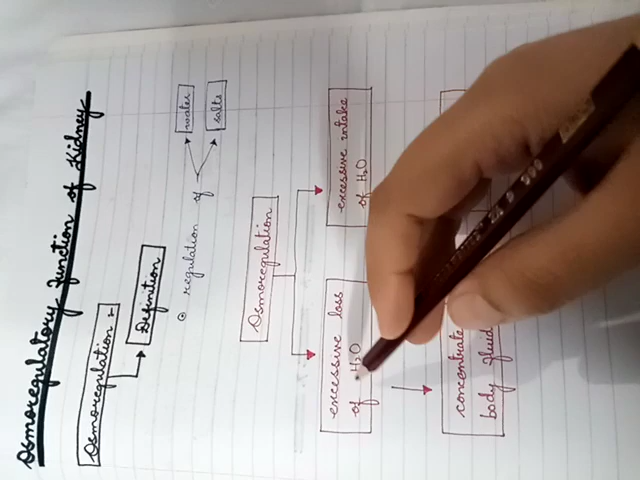 Osmoregulatory function of Kidney
Osmoregulation :-
Definition
⊙ regulation of
water
salts
Osmoregulation
excessive loss
of H₂O
excessive intake
of H₂O
concentrate
body fluid